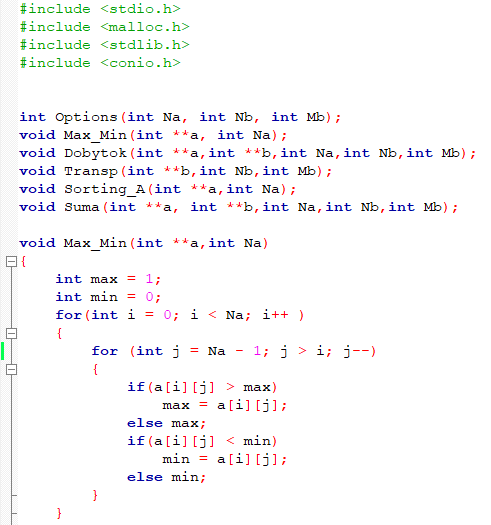 #include <stdio.h>
#include <malloc.h>
#include <stdlib.h>
#include <conio.h>
int Options(int Na, int Nb, int Mb);
void Max_Min(int **a, int Na);
void Dobytok(int **a,int **b,int Na,int Nb,int Mb);
void Transp(int **b,int Nb,int Mb);
void Sorting_A(int **a,int Na);
void Suma(int **a, int **b,int Na,int Nb,int Mb);
void Max_Min(int **a,int Na)
{
int max = 1;
int min = 0;
for(int i = 0; i < Na; i++ )
{
for (int j = Na - 1; j > i; j--)
{
if(a[i][j] > max)
max = a[i][j];
else max;
if(a[i][j] < min)
min = a[i][j];
else min;
}
}